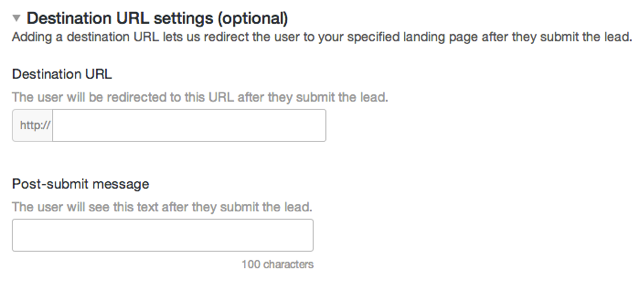 Destination URL settings (optional)
Adding a destination URL lets us redirect the user to your specified landing page after they submit the lead.
Destination URL
The user will be redirected to this URL after they submit the lead.
http://
Post-submit message
The user will see this text after they submit the lead.
100 characters